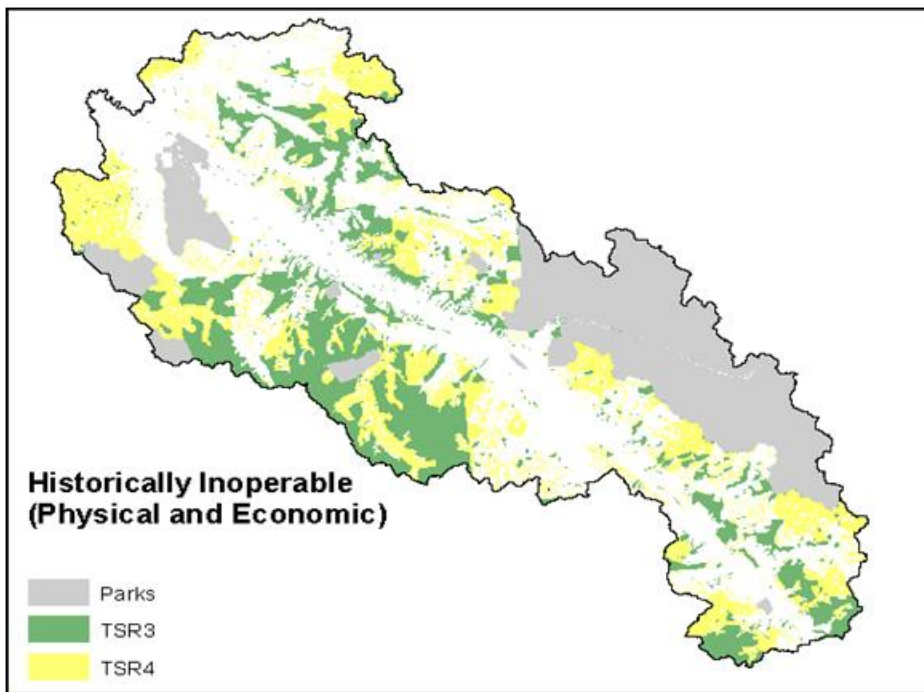 Historically Inoperable
(Physical and Economic)
Parks
TSR3
TSR4